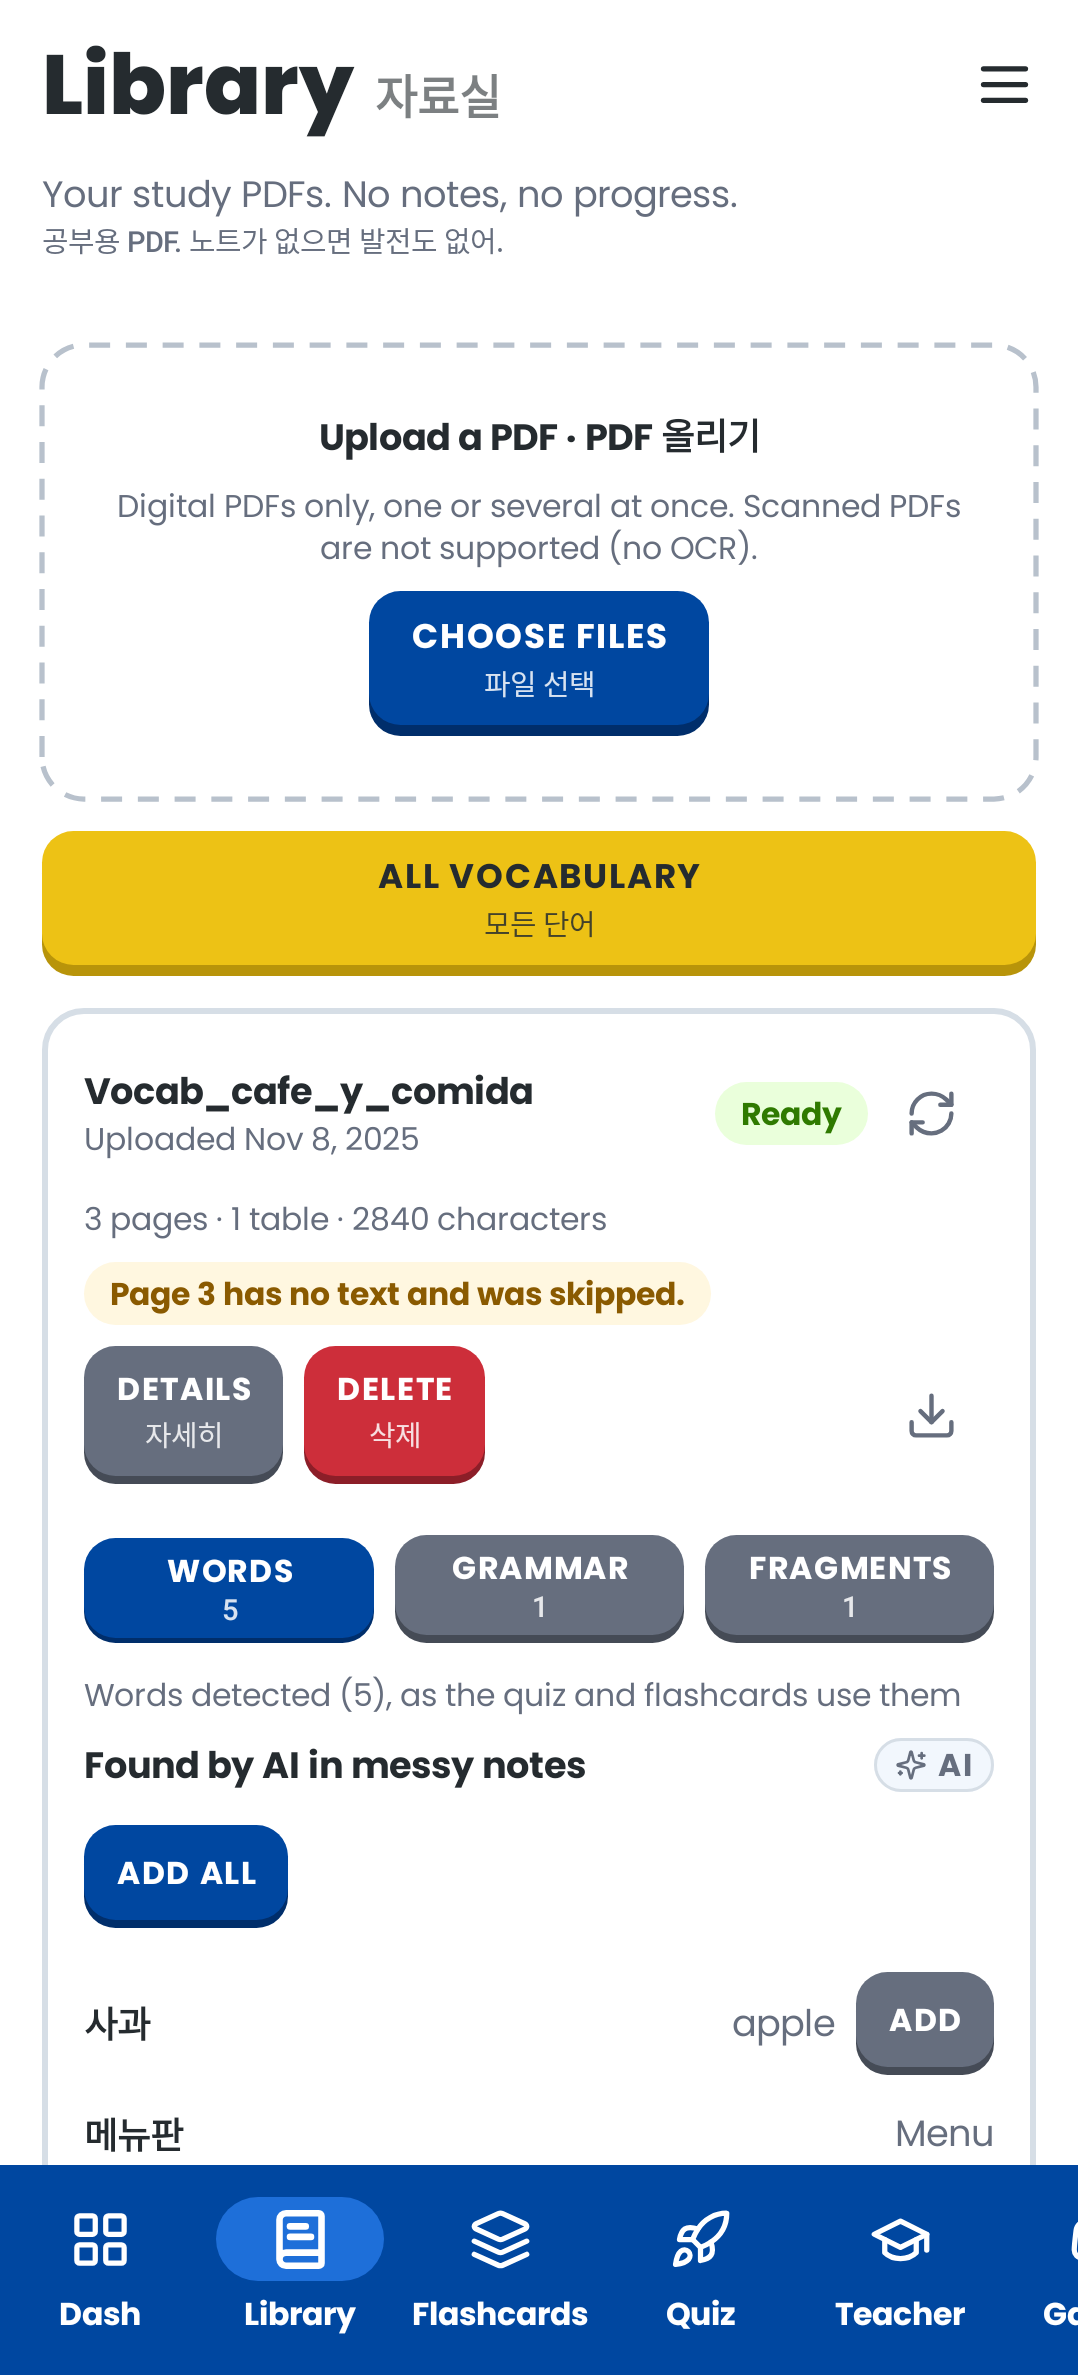 Library 자료실
Your study PDFs. No notes, no progress.
공부용 PDF. 노트가 없으면 발전도 없어.
Upload a PDF · PDF 올리기
Digital PDFs only, one or several at once. Scanned PDFs
are not supported (no OCR).
CHOOSE FILES
파일 선택
ALL VOCABULARY
모든 단어
Vocab_cafe_y_comida
Uploaded Nov 8, 2025
Ready
3 pages · 1 table · 2840 characters
Page 3 has no text and was skipped.
DETAILS
자세히
DELETE
삭제
WORDS
5
GRAMMAR
1
FRAGMENTS
1
Words detected (5), as the quiz and flashcards use them
Found by AI in messy notes
AI
ADD ALL
사과 apple ADD
메뉴판 Menu
Dash Library Flashcards Quiz Teacher